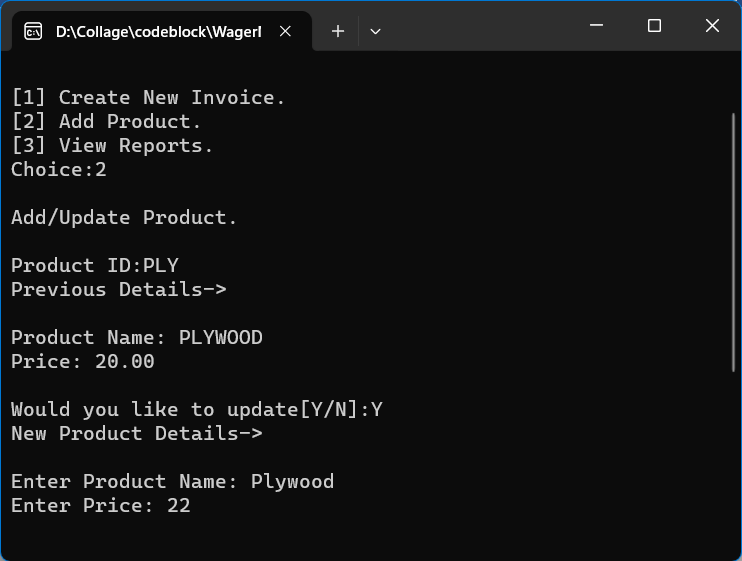 D:\Collage\codeblock\Wager
[1] Create New Invoice.
[2] Add Product.
[3] View Reports.
Choice:2
Add/Update Product.
Product ID:PLY
Previous Details->
Product Name: PLYWOOD
Price: 20.00
Would you like to update[Y/N]:Y
New Product Details->
Enter Product Name: Plywood
Enter Price: 22